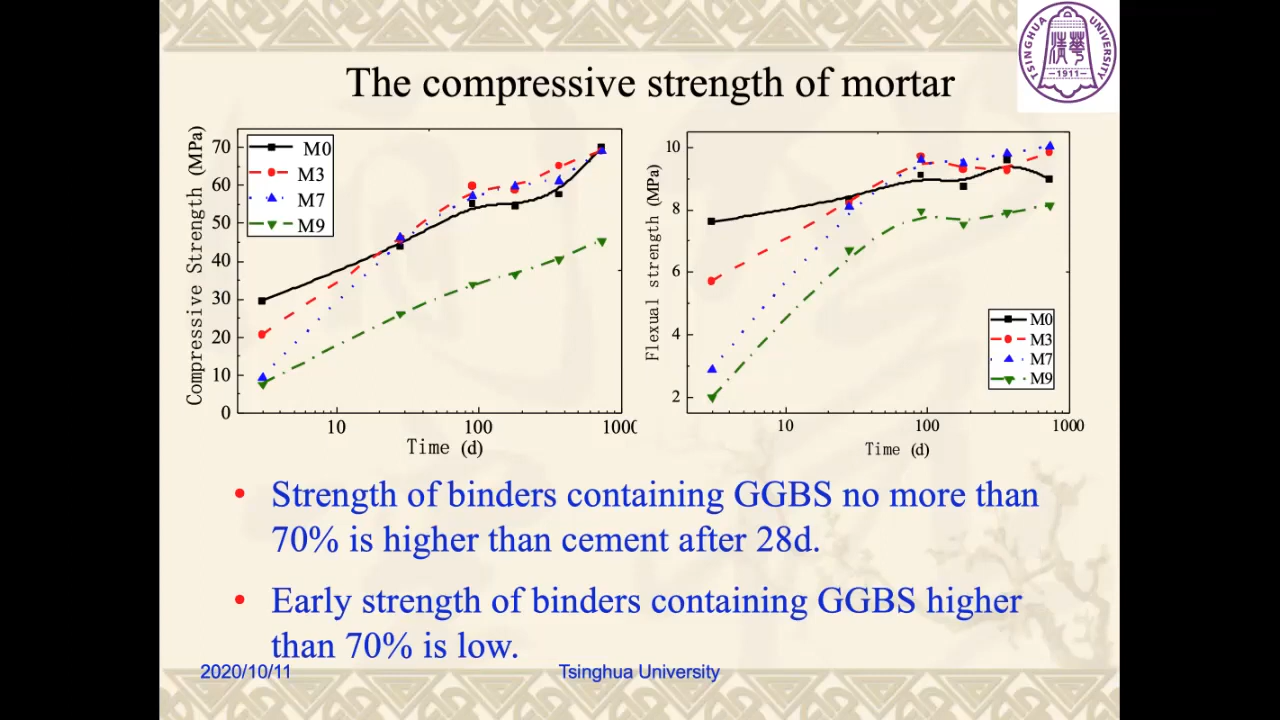 The compressive strength of mortar
TSINGHUA UNIVERSITY
清華
1911
Compressive Strength (MPa)
70
60
50
40
30
20
10
0
M0
M3
M7
M9
10
100
1000
Time (d)
Flexual strength (MPa)
10
8
6
4
2
M0
M3
M7
M9
10
100
1000
Time (d)
• Strength of binders containing GGBS no more than
70% is higher than cement after 28d.
• Early strength of binders containing GGBS higher
than 70% is low.
2020/10/11
Tsinghua University